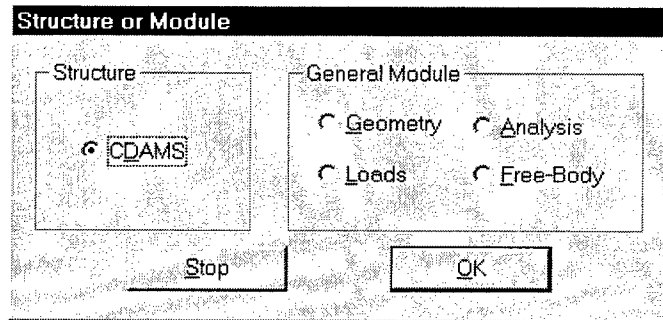 Structure or Module
Structure
General Module
CDAMS
Geometry
Analysis
Loads
Free-Body
Stop
OK